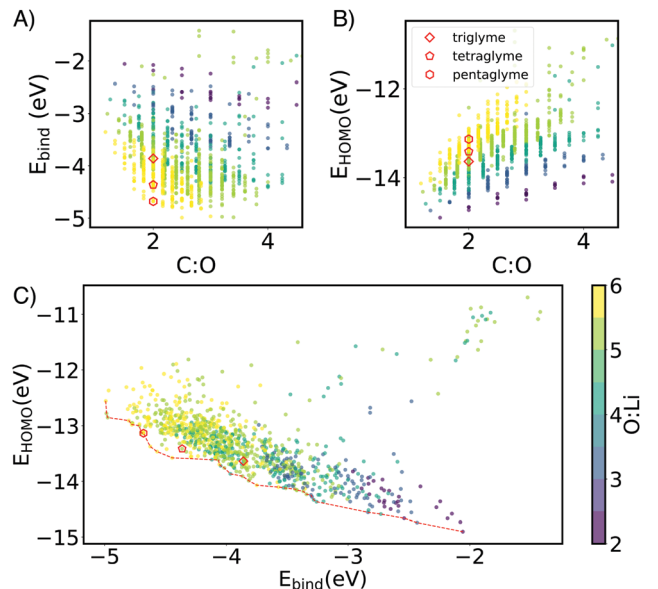 A)
−2
−3
−4
−5
E_bind (eV)
2
4
C:O
B)
triglyme
tetraglyme
pentaglyme
−12
−14
E_HOMO(eV)
2
4
C:O
C)
−11
−12
−13
−14
−15
E_HOMO(eV)
−5
−4
−3
−2
E_bind(eV)
6
5
4
3
2
O:Li